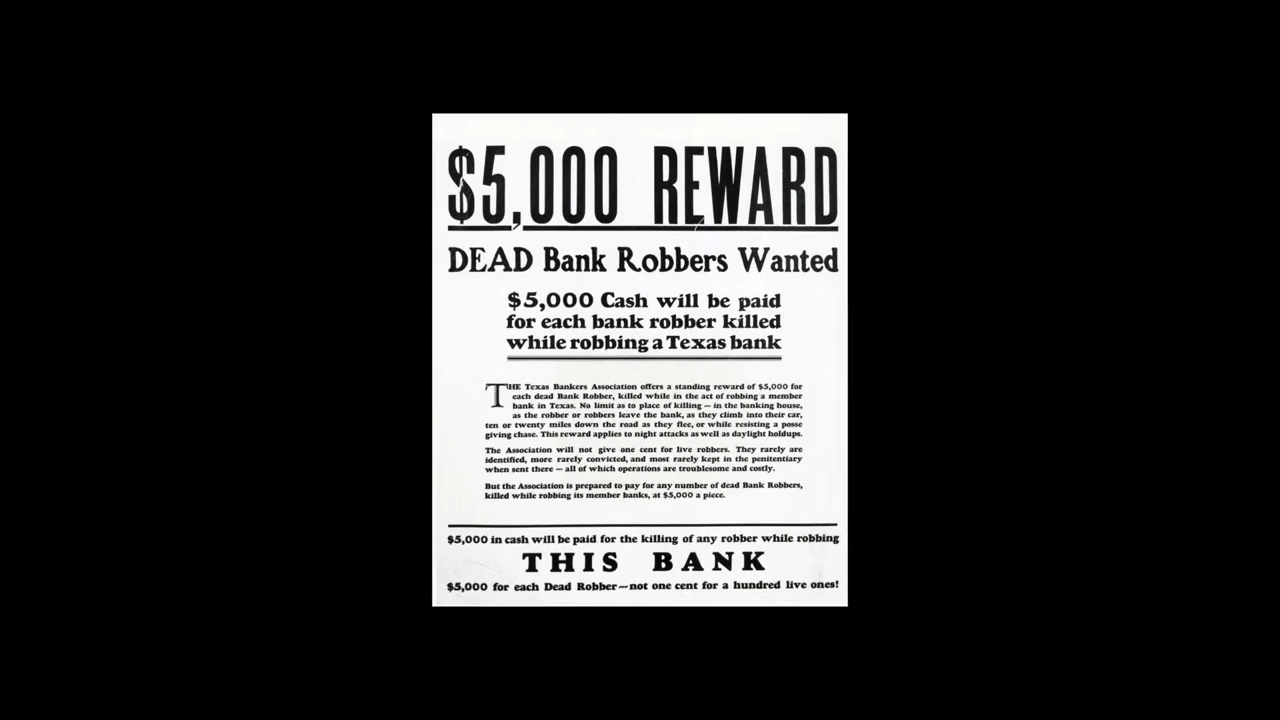 $5,000 REWARD
DEAD Bank Robbers Wanted
$5,000 Cash will be paid
for each bank robber killed
while robbing a Texas bank
THE Texas Bankers Association offers a standing reward of $5,000 for
each dead Bank Robber, killed while in the act of robbing a member
bank in Texas. No limit as to place of killing — in the banking house,
as the robber or robbers leave the bank, as they climb into their car,
ten or twenty miles down the road as they flee, or while resisting a posse
giving chase. This reward applies to night attacks as well as daylight holdups.
The Association will not give one cent for live robbers. They rarely are
identified, more rarely convicted, and most rarely kept in the penitentiary
when sent there — all of which operations are troublesome and costly.
But the Association is prepared to pay for any number of dead Bank Robbers,
killed while robbing its member banks, at $5,000 a piece.
$5,000 in cash will be paid for the killing of any robber while robbing
THIS BANK
$5,000 for each Dead Robber—not one cent for a hundred live ones!